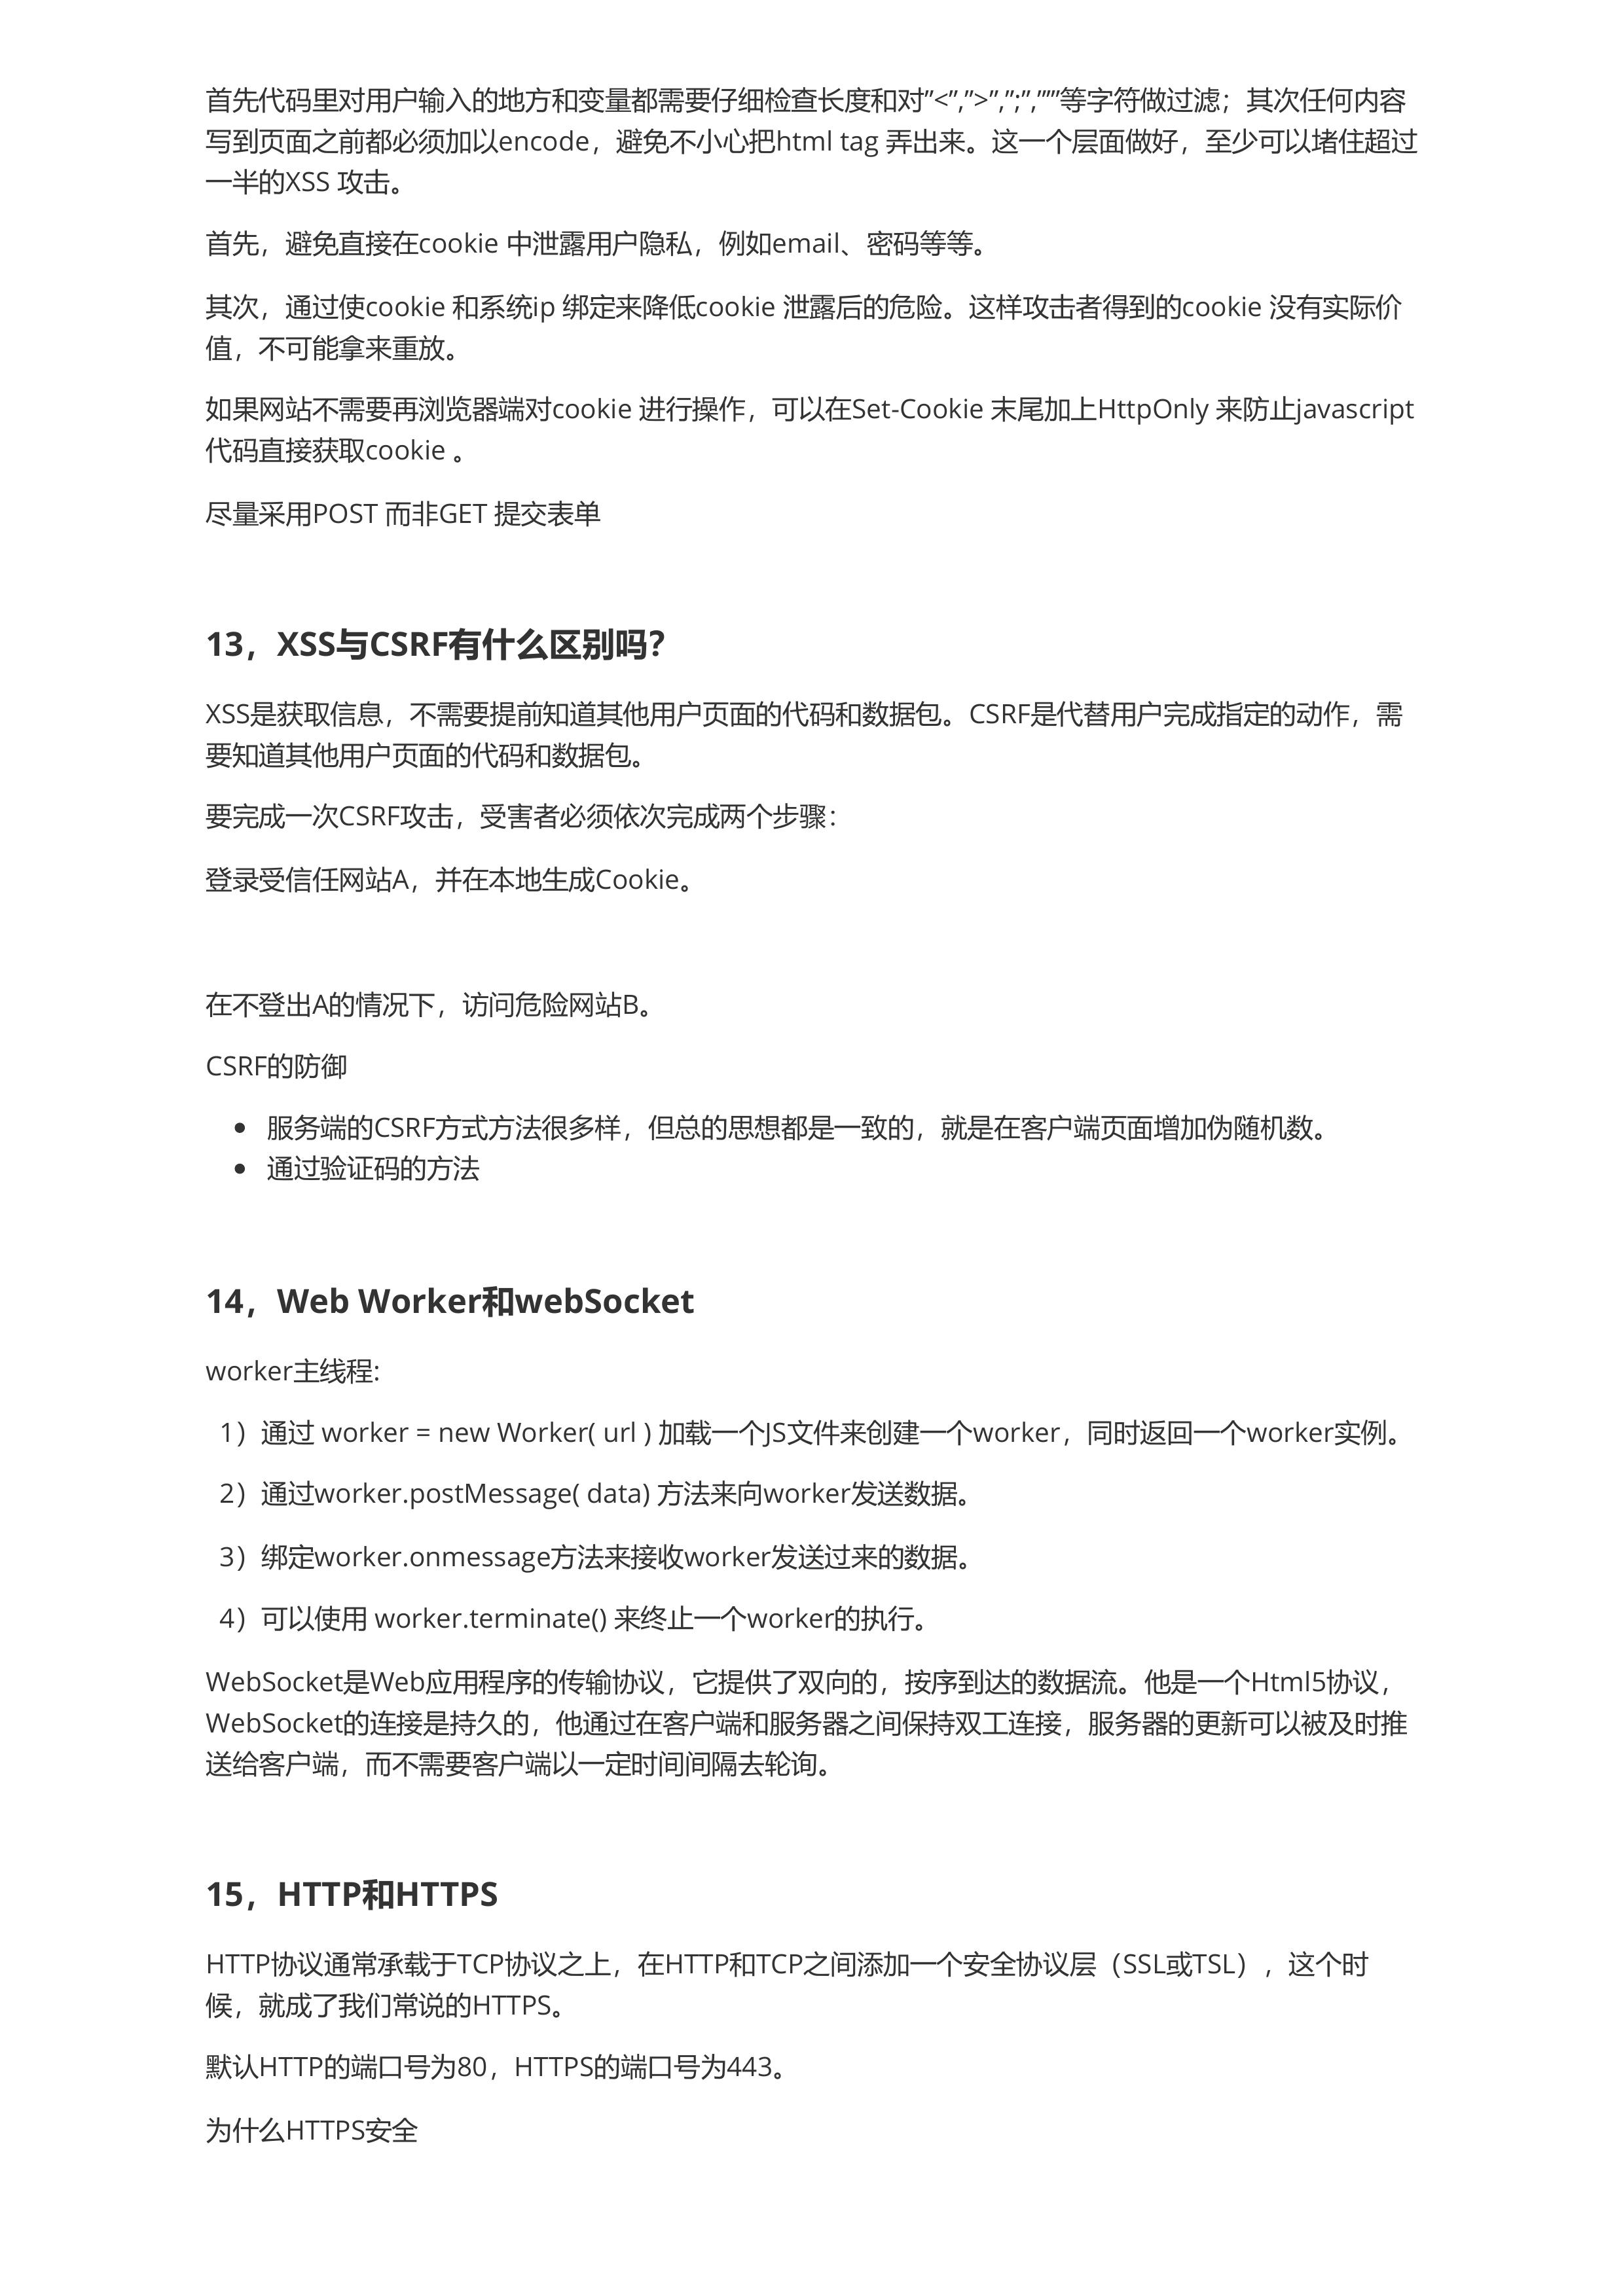 首先代码里对用户输入的地方和变量都需要仔细检查长度和对”<”,”>”,”;”,”’”等字符做过滤；其次任何内容
写到页面之前都必须加以encode，避免不小心把html tag 弄出来。这一个层面做好，至少可以堵住超过
一半的XSS 攻击。
首先，避免直接在cookie 中泄露用户隐私，例如email、密码等等。
其次，通过使cookie 和系统ip 绑定来降低cookie 泄露后的危险。这样攻击者得到的cookie 没有实际价
值，不可能拿来重放。
如果网站不需要再浏览器端对cookie 进行操作，可以在Set-Cookie 末尾加上HttpOnly 来防止javascript
代码直接获取cookie 。
尽量采用POST 而非GET 提交表单
13，XSS与CSRF有什么区别吗？
XSS是获取信息，不需要提前知道其他用户页面的代码和数据包。CSRF是代替用户完成指定的动作，需
要知道其他用户页面的代码和数据包。
要完成一次CSRF攻击，受害者必须依次完成两个步骤：
登录受信任网站A，并在本地生成Cookie。
在不登出A的情况下，访问危险网站B。
CSRF的防御
• 服务端的CSRF方式方法很多样，但总的思想都是一致的，就是在客户端页面增加伪随机数。
• 通过验证码的方法
14，Web Worker和webSocket
worker主线程:
1）通过 worker = new Worker( url ) 加载一个JS文件来创建一个worker，同时返回一个worker实例。
2）通过worker.postMessage( data) 方法来向worker发送数据。
3）绑定worker.onmessage方法来接收worker发送过来的数据。
4）可以使用 worker.terminate() 来终止一个worker的执行。
WebSocket是Web应用程序的传输协议，它提供了双向的，按序到达的数据流。他是一个Html5协议，
WebSocket的连接是持久的，他通过在客户端和服务器之间保持双工连接，服务器的更新可以被及时推
送给客户端，而不需要客户端以一定时间间隔去轮询。
15，HTTP和HTTPS
HTTP协议通常承载于TCP协议之上，在HTTP和TCP之间添加一个安全协议层（SSL或TSL），这个时
候，就成了我们常说的HTTPS。
默认HTTP的端口号为80，HTTPS的端口号为443。
为什么HTTPS安全